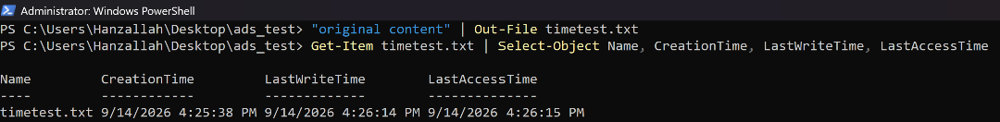 Administrator: Windows PowerShell
PS C:\Users\Hanzallah\Desktop\ads_test> "original content" | Out-File timetest.txt
PS C:\Users\Hanzallah\Desktop\ads_test> Get-Item timetest.txt | Select-Object Name, CreationTime, LastWriteTime, LastAccessTime
Name CreationTime LastWriteTime LastAccessTime
---- ------------ ------------- --------------
timetest.txt 9/14/2026 4:25:38 PM 9/14/2026 4:26:14 PM 9/14/2026 4:26:15 PM